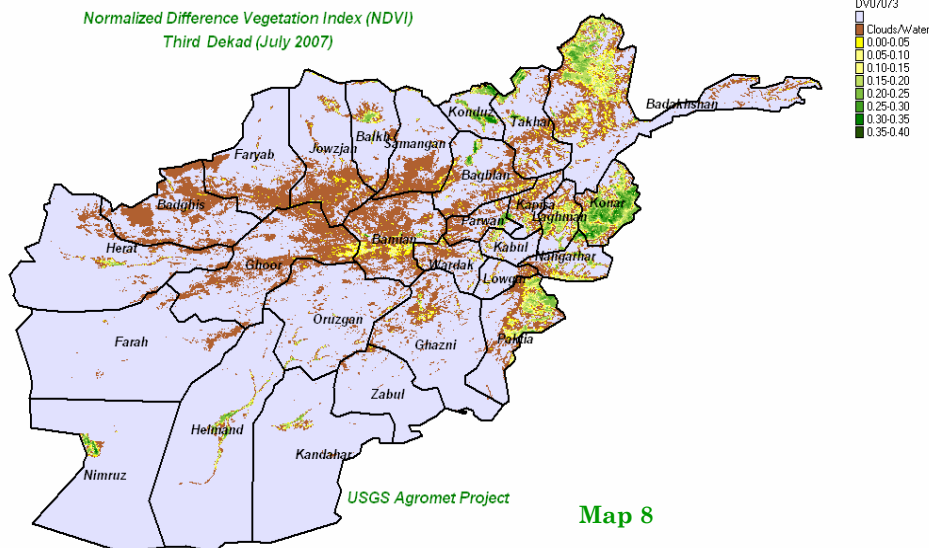 Normalized Difference Vegetation Index (NDVI)
Third Dekad (July 2007)
DV07073
Clouds/Water
0.00-0.05
0.05-0.10
0.10-0.15
0.15-0.20
0.20-0.25
0.25-0.30
0.30-0.35
0.35-0.40
Badakhshan
Konduz
Takhar
Balkh
Jowzjan
Samangan
Faryab
Baghlan
Badghis
Kapisa
Konar
Laghman
Parwan
Bamian
Herat
Kabul
Nangarhar
Ghoor
Wardak
Lowgar
Oruzgan
Farah
Ghazni
Paktia
Zabul
Helmand
Kandahar
Nimruz
USGS Agromet Project
Map 8